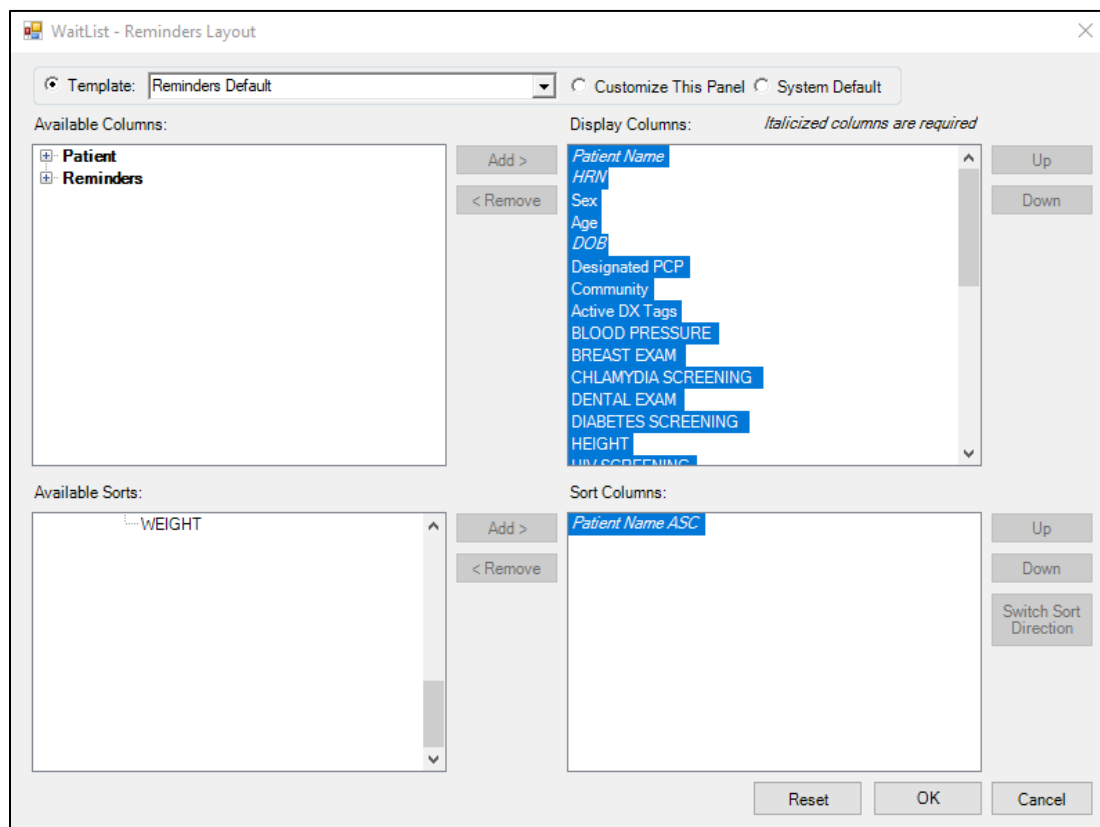 WaitList - Reminders Layout
Template: Reminders Default Customize This Panel System Default
Available Columns:
Patient
Reminders
Add >
< Remove
Display Columns: Italicized columns are required
Patient Name
HRN
Sex
Age
DOB
Designated PCP
Community
Active DX Tags
BLOOD PRESSURE
BREAST EXAM
CHLAMYDIA SCREENING
DENTAL EXAM
DIABETES SCREENING
HEIGHT
HIV SCREENING
Up
Down
Available Sorts:
WEIGHT
Add >
< Remove
Sort Columns:
Patient Name ASC
Up
Down
Switch Sort
Direction
Reset OK Cancel